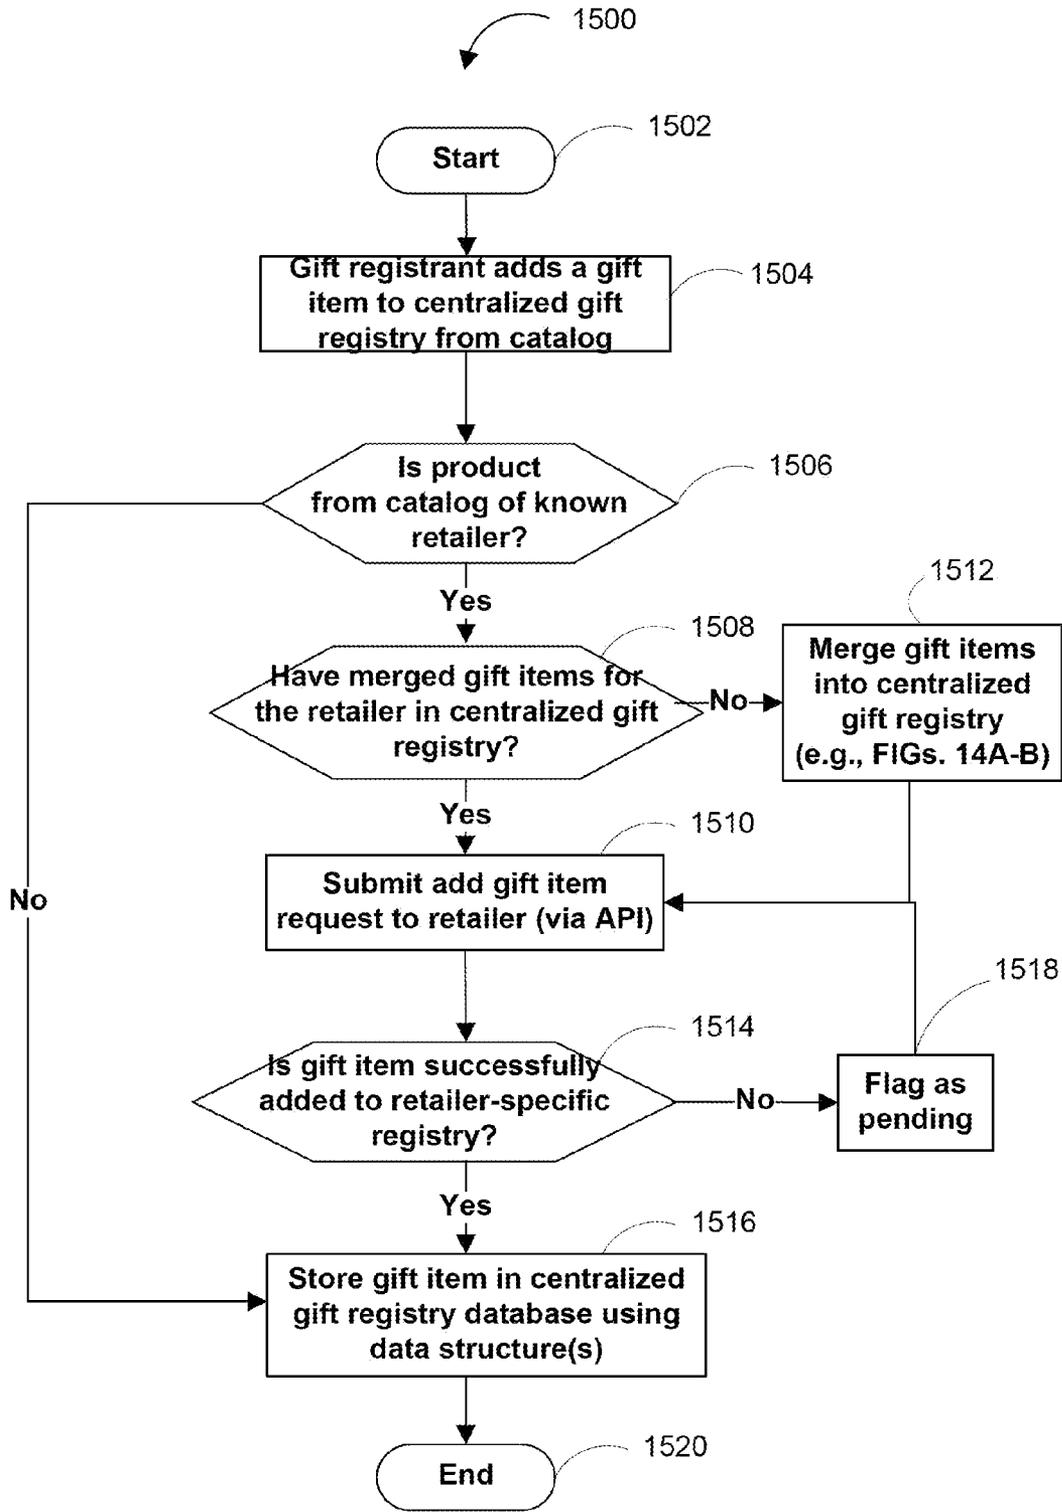 1500
1502
Start
1504
Gift registrant adds a gift
item to centralized gift
registry from catalog
1506
Is product
from catalog of known
retailer?
Yes
1508
Have merged gift items for
the retailer in centralized gift
registry?
No
1512
Merge gift items
into centralized
gift registry
(e.g., FIGs. 14A-B)
Yes
1510
Submit add gift item
request to retailer (via API)
No
1514
Is gift item successfully
added to retailer-specific
registry?
No
1518
Flag as
pending
Yes
1516
Store gift item in centralized
gift registry database using
data structure(s)
1520
End